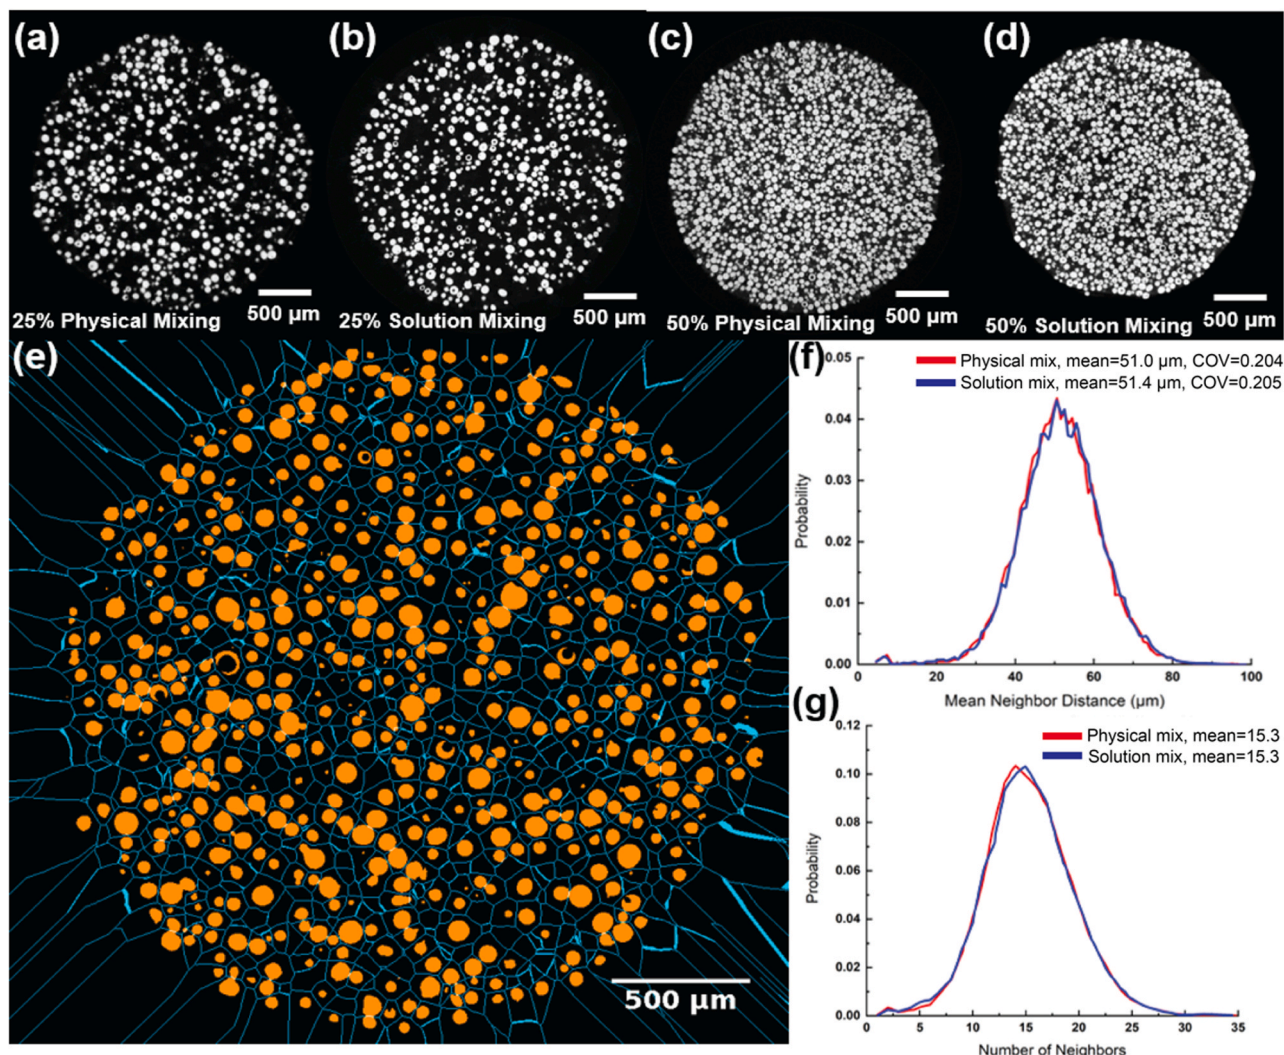 (a)
(b)
(c)
(d)
500 µm
500 µm
500 µm
500 µm
25% Physical Mixing
25% Solution Mixing
50% Physical Mixing
50% Solution Mixing
(e)
500 µm
(f)
0.05
0.04
0.03
0.02
0.01
0.00
Probability
Physical mix, mean=51.0 µm, COV=0.204
Solution mix, mean=51.4 µm, COV=0.205
0
20
40
60
80
100
Mean Neighbor Distance (µm)
(g)
0.12
0.10
0.08
0.06
0.04
0.02
0.00
Probability
Physical mix, mean=15.3
Solution mix, mean=15.3
0
5
10
15
20
25
30
35
Number of Neighbors